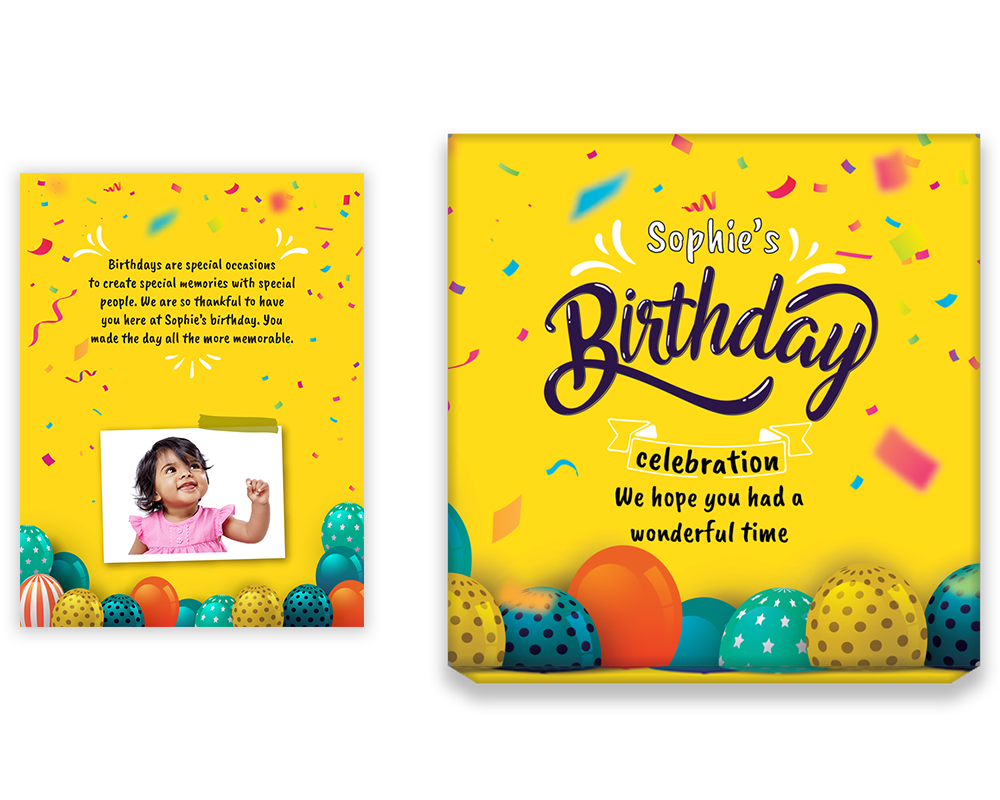 Birthdays are special occasions
to create special memories with special
people. We are so thankful to have
you here at Sophie's birthday. You
made the day all the more memorable.
Sophie's
Birthday
celebration
We hope you had a
wonderful time